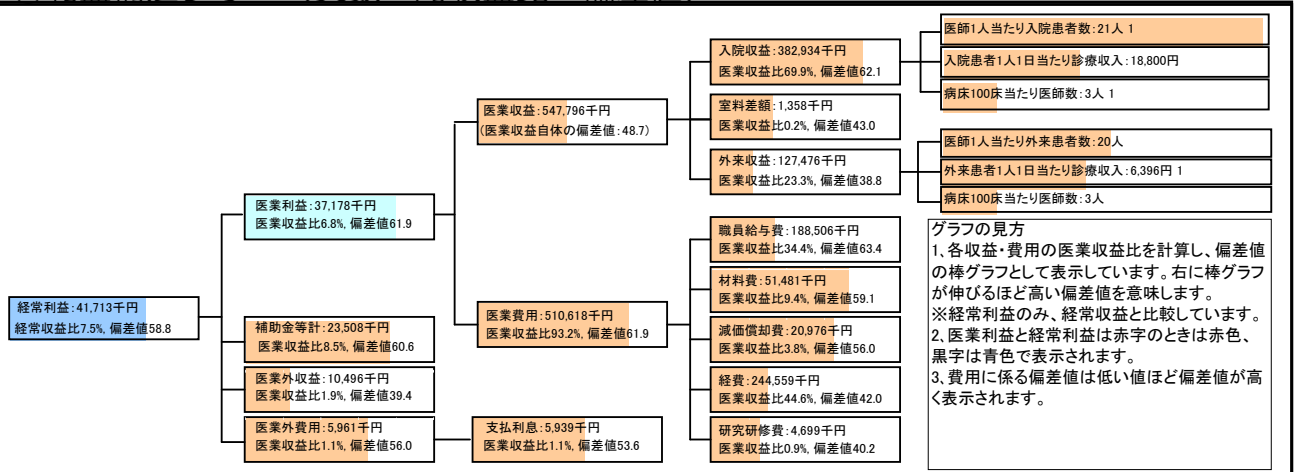 経常利益:41,713千円
経常収益比7.5%, 偏差値58.8
医業利益:37,178千円
医業収益比6.8%, 偏差値61.9
補助金等計:23,508千円
医業収益比8.5%, 偏差値60.6
医業外収益:10,496千円
医業収益比1.9%, 偏差値39.4
医業外費用:5,961千円
医業収益比1.1%, 偏差値56.0
支払利息:5,939千円
医業収益比1.1%, 偏差値53.6
医業収益:547,796千円
(医業収益自体の偏差値:48.7)
医業費用:510,618千円
医業収益比93.2%, 偏差値61.9
入院収益:382,934千円
医業収益比69.9%, 偏差値62.1
室料差額:1,358千円
医業収益比0.2%, 偏差値43.0
外来収益:127,476千円
医業収益比23.3%, 偏差値38.8
職員給与費:188,506千円
医業収益比34.4%, 偏差値63.4
材料費:51,481千円
医業収益比9.4%, 偏差値59.1
減価償却費:20,976千円
医業収益比3.8%, 偏差値56.0
経費:244,559千円
医業収益比44.6%, 偏差値42.0
研究研修費:4,699千円
医業収益比0.9%, 偏差値40.2
医師1人当たり入院患者数:21人 1
入院患者1人1日当たり診療収入:18,800円
病床100床当たり医師数:3人 1
医師1人当たり外来患者数:20人
外来患者1人1日当たり診療収入:6,396円 1
病床100床当たり医師数:3人
グラフの見方
1、各収益・費用の医業収益比を計算し、偏差値
の棒グラフとして表示しています。右に棒グラフ
が伸びるほど高い偏差値を意味します。
※経常利益のみ、経常収益と比較しています。
2、医業利益と経常利益は赤字のときは赤色、
黒字は青色で表示されます。
3、費用に係る偏差値は低い値ほど偏差値が高
く表示されます。